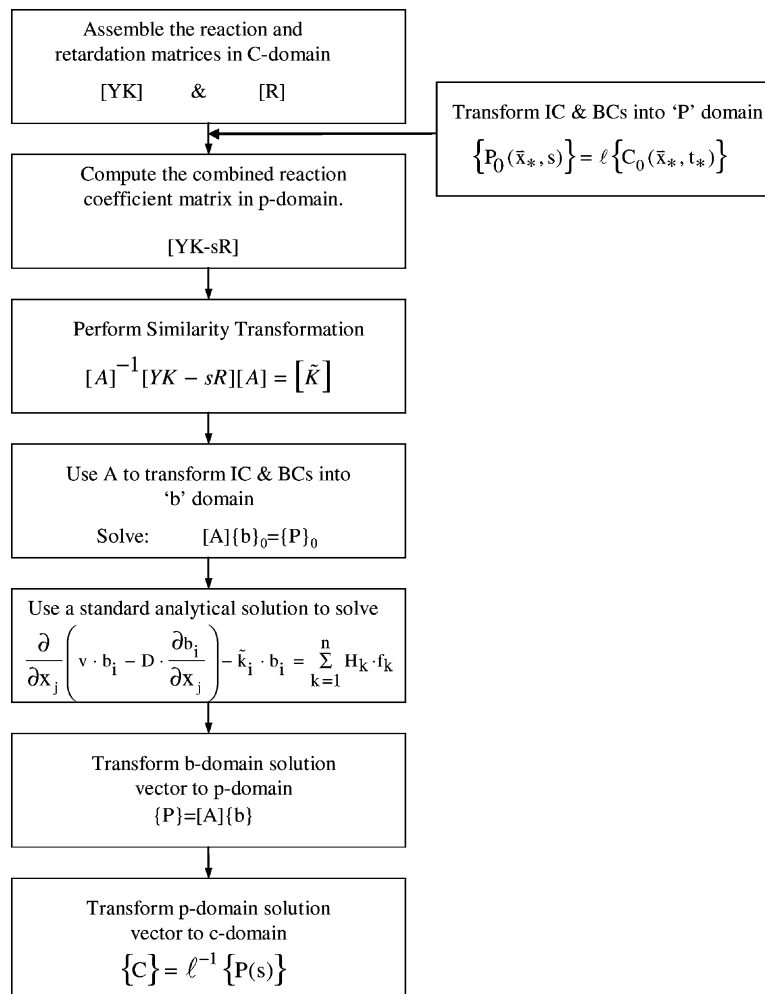 Assemble the reaction and
retardation matrices in C-domain
[YK] & [R]
Transform IC & BCs into ‘P’ domain
{P₀(x̄*, s)} = ℓ{C₀(x̄*, t*)}
Compute the combined reaction
coefficient matrix in p-domain.
[YK-sR]
Perform Similarity Transformation
[A]⁻¹[YK − sR][A] = [K̃]
Use A to transform IC & BCs into
‘b’ domain
Solve: [A]{b}₀={P}₀
Use a standard analytical solution to solve
∂/∂xⱼ (v · bᵢ − D · ∂bᵢ/∂xⱼ) − k̃ᵢ · bᵢ = ∑ₖ₌₁ⁿ Hₖ·fₖ
Transform b-domain solution
vector to p-domain
{P}=[A]{b}
Transform p-domain solution
vector to c-domain
{C} = ℓ⁻¹ {P(s)}